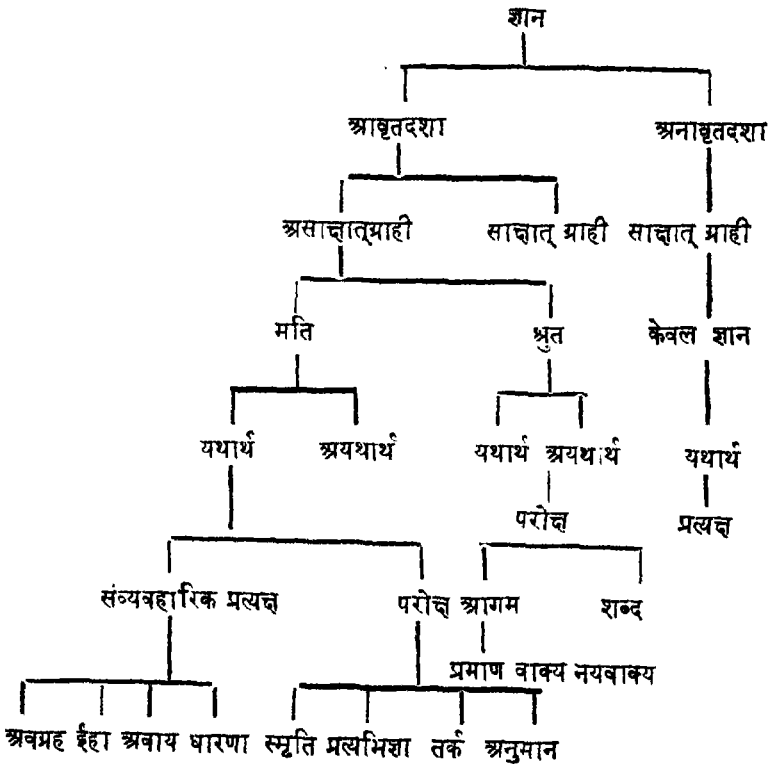 ज्ञान
आवृतदशा अनावृतदशा
असाक्षात्ग्राही साक्षात् ग्राही साक्षात् ग्राही
मति श्रुत केवल ज्ञान
यथार्थ अयथार्थ यथार्थ अयथार्थ यथार्थ
परोक्ष प्रत्यक्ष
संव्यवहारिक प्रत्यक्ष परोक्ष आगम शब्द
प्रमाण वाक्य नयवाक्य
अवग्रह ईहा अवाय धारणा स्मृति प्रत्यभिज्ञा तर्क अनुमान